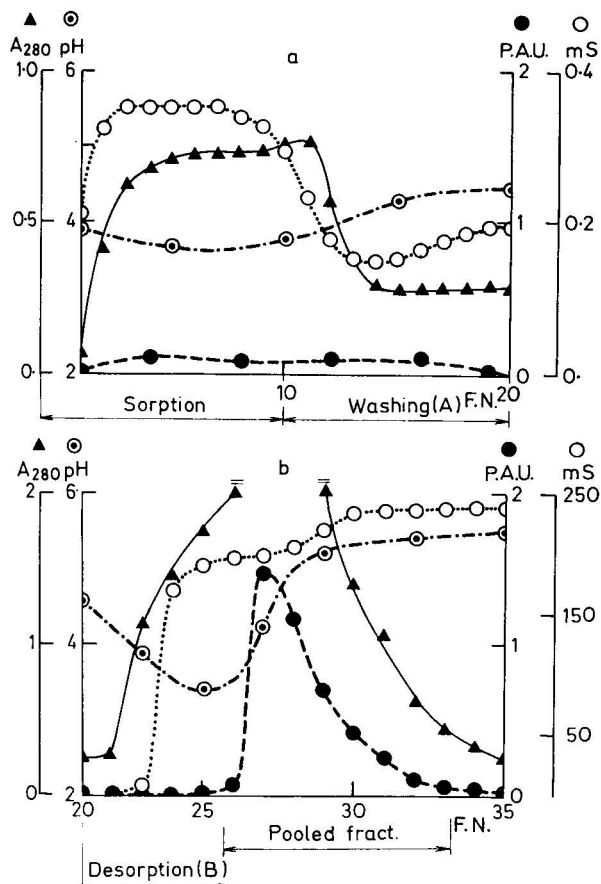 ▲ ⊙ ● ○
A280 pH a P.A.U. mS
1·0 6 2 0·4
0·5 4 1 0·2
0· 2 0 0·
10 F.N. 20
Sorption Washing(A)
▲ ⊙ ● ○
A280 pH b P.A.U. mS
2 6 2 250
1 4 1 150
50
0 2 0
20 25 30 F.N. 35
Pooled fract.
Desorption(B)